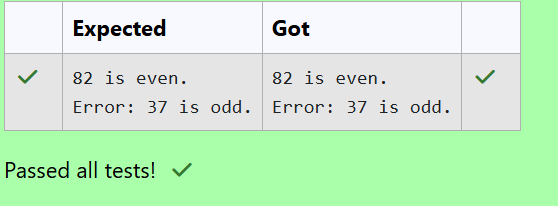 Expected Got
82 is even. 82 is even.
Error: 37 is odd. Error: 37 is odd.
Passed all tests!